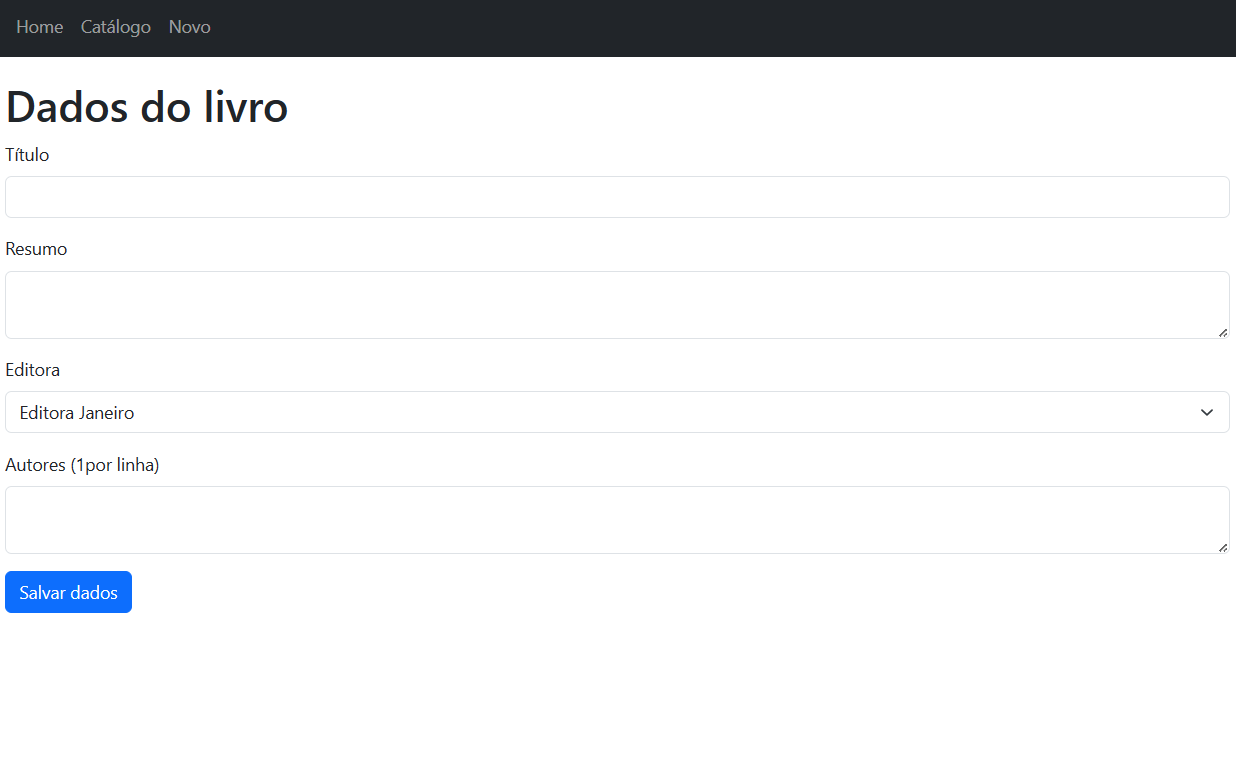 Home Catálogo Novo
Dados do livro
Título
Resumo
Editora
Editora Janeiro
Autores (1por linha)
Salvar dados